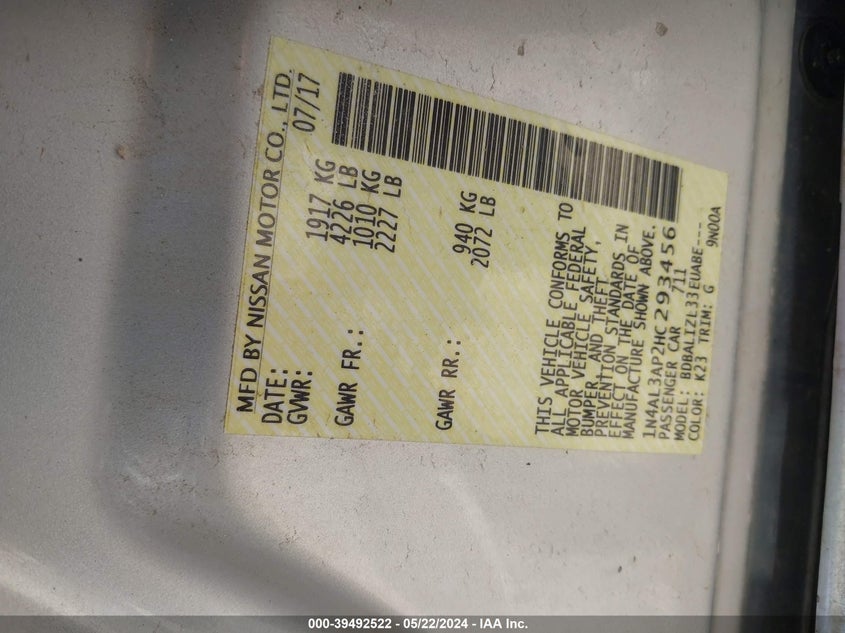 MFD BY NISSAN MOTOR CO., LTD.
DATE: 07/17
GVWR: 1917 KG
4226 LB
GAWR FR.: 1010 KG
2227 LB
GAWR RR.: 940 KG
2072 LB
THIS VEHICLE CONFORMS TO
ALL APPLICABLE FEDERAL
MOTOR VEHICLE SAFETY,
BUMPER, AND THEFT
PREVENTION STANDARDS IN
EFFECT ON THE DATE OF
MANUFACTURE SHOWN ABOVE.
1N4AL3AP2HC293456
PASSENGER CAR 711
MODEL: BDBALIZL33EUABE---
COLOR: K23 TRIM: G 9N00A
000-39492522 - 05/22/2024 - IAA Inc.